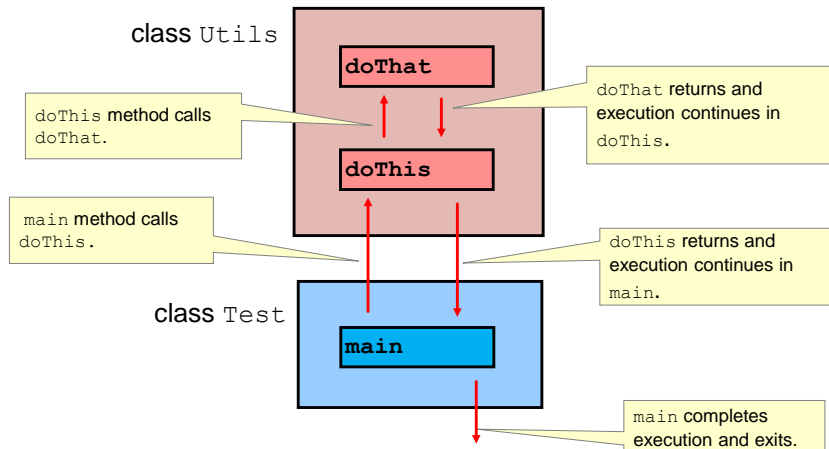 class Utils
doThat
doThis method calls
doThat.
doThat returns and
execution continues in
doThis.
doThis
main method calls
doThis.
doThis returns and
execution continues in
main.
class Test
main
main completes
execution and exits.